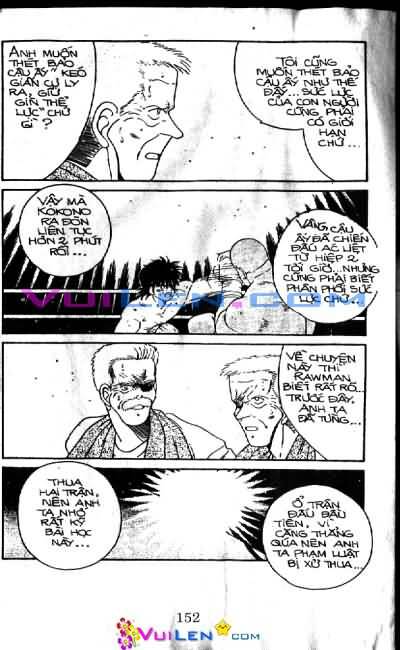 ANH MUỐN
THÉT BẢO
CẬU ẤY "KÉO
GIÃN CỰ LY
RA, GIỮ
GÌN THỂ
LỰC" CHỨ
GÌ ?
TÔI CŨNG
MUỐN THÉT BẢO
CẬU ẤY NHƯ THẾ
ĐẤY... SỨC LỰC
CỦA CON NGƯỜI
CŨNG PHẢI
CÓ GIỚI
HẠN
CHỨ...
VẬY MÀ
KOKONO
RA ĐÒN
LIÊN TỤC
HƠN 2 PHÚT
RỒI...
VÂNG, CẬU
ẤY ĐÃ CHIẾN
ĐẤU ÁC LIỆT
TỪ HIỆP 2
TỚI GIỜ... NHƯNG
CŨNG PHẢI BIẾT
PHÂN PHỐI SỨC
LỰC CHỨ...
VUILEN.COM
VỀ CHUYỆN
NÀY THÌ
RAWMAN
BIẾT RẤT RÕ...
TRƯỚC ĐÂY,
ANH TA
ĐÃ TỪNG...
THUA
HAI TRẬN,
NÊN ANH
TA NHỚ
RẤT KỸ
BÀI HỌC
NÀY...
Ở TRẬN
ĐẤU ĐẦU
TIÊN, VÌ
CĂNG THẲNG
QUÁ NÊN ANH
TA PHẠM LUẬT
BỊ XỬ THUA...
152
VUILEN.COM